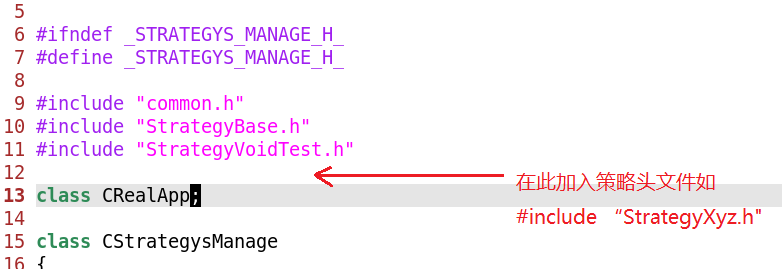 5
6 #ifndef _STRATEGYS_MANAGE_H_
7 #define _STRATEGYS_MANAGE_H_
8
9 #include "common.h"
10 #include "StrategyBase.h"
11 #include "StrategyVoidTest.h"
12
在此加入策略头文件如
13 class CRealApp;
#include “StrategyXyz.h"
14
15 class CStrategysManage
16 {